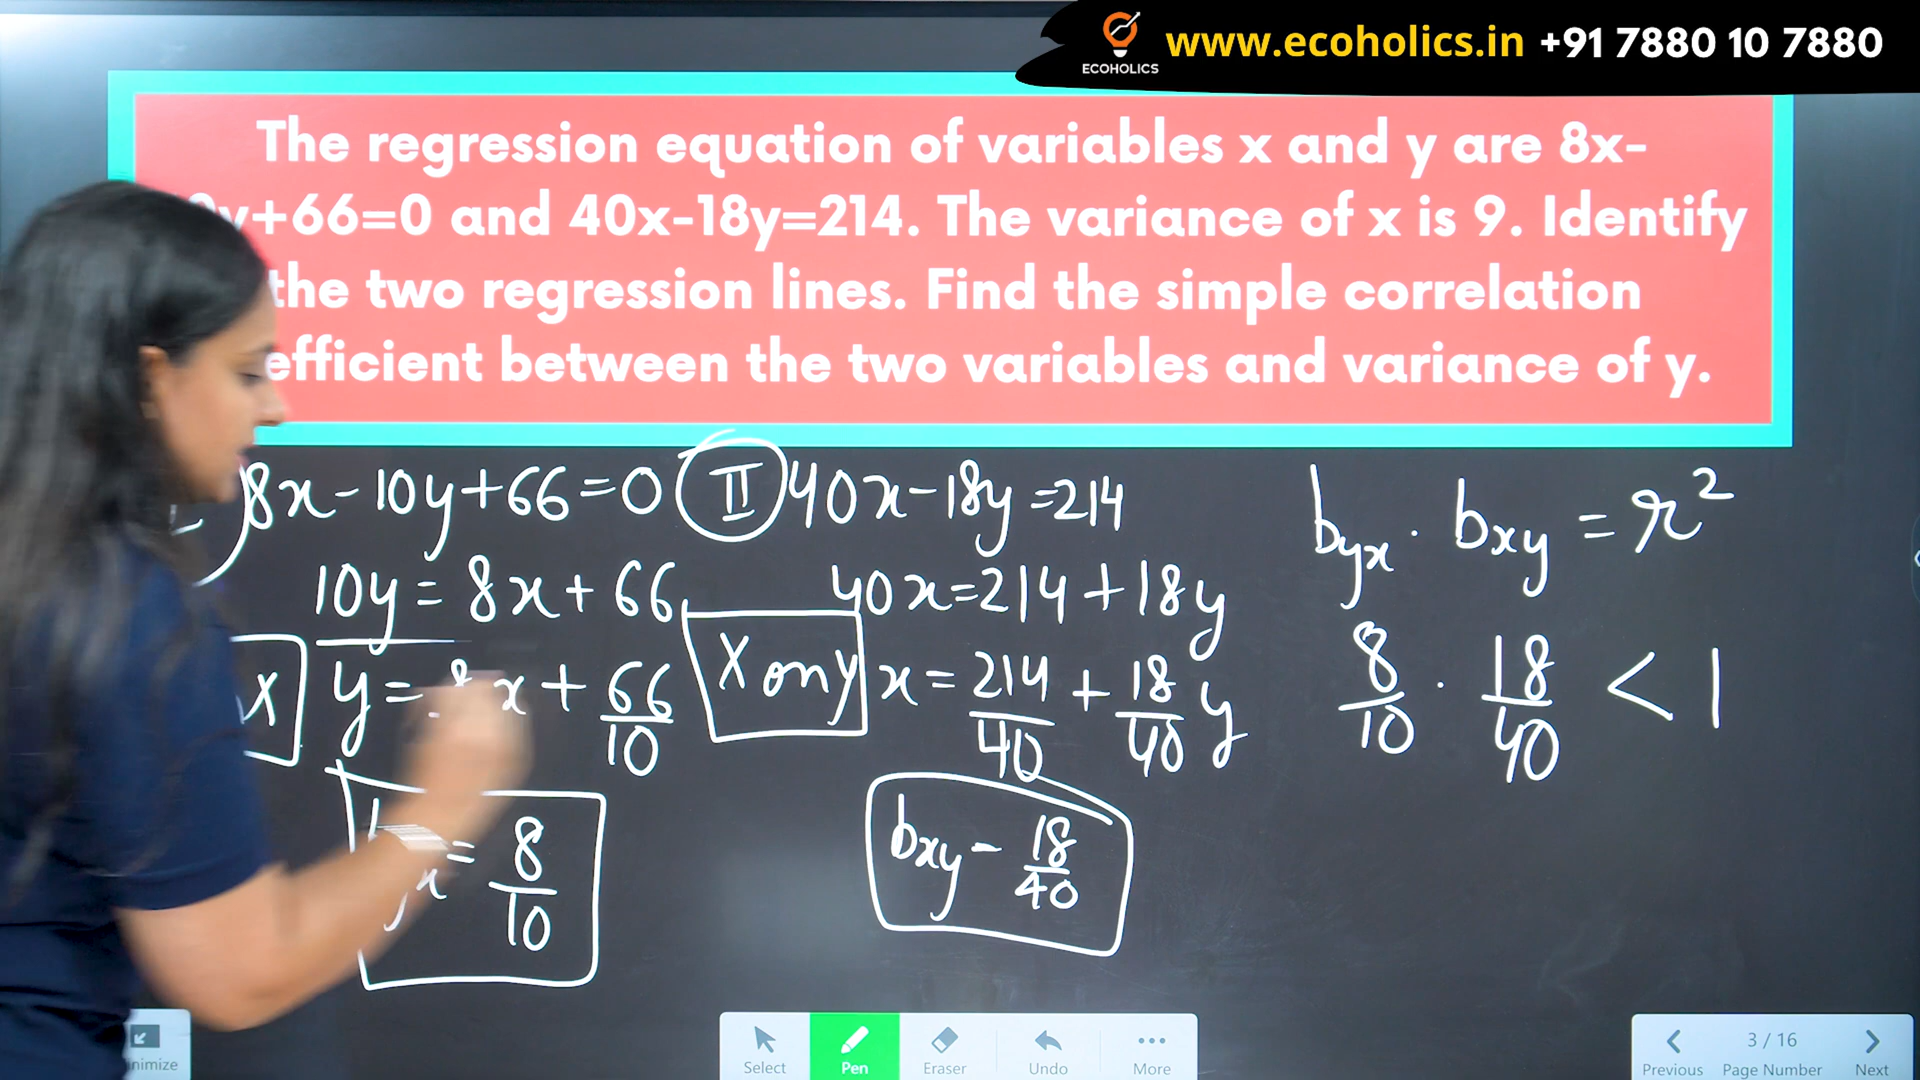 www.ecoholics.in +91 7880 10 7880
ECOHOLICS
The regression equation of variables x and y are 8x-
y+66=0 and 40x-18y=214. The variance of x is 9. Identify
the two regression lines. Find the simple correlation
efficient between the two variables and variance of y.
8x-10y+66=0 II 40x-18y=214
10y=8x+66 40x=214+18y
x y= 8 x+66/10 X on y x=214/40+18/40 y
x=8/10 bxy-18/40
byx.bxy=r²
8/10.18/40<1
nimize
Select
Pen
Eraser
Undo
More
Previous
3 / 16
Page Number
Next